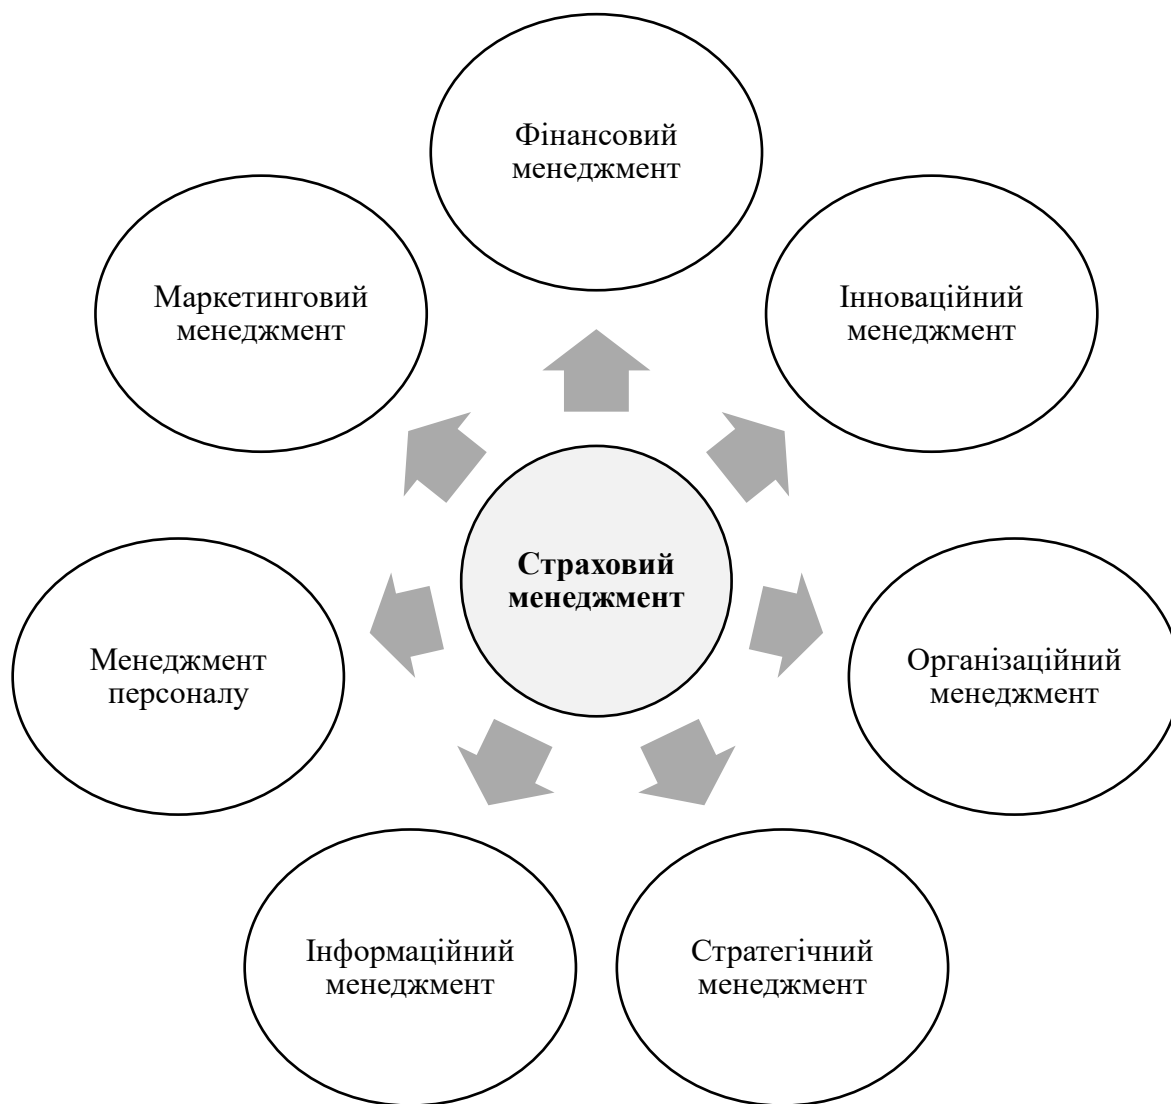 Фінансовий
менеджмент
Маркетинговий
менеджмент
Інноваційний
менеджмент
Страховий
менеджмент
Менеджмент
персоналу
Організаційний
менеджмент
Інформаційний
менеджмент
Стратегічний
менеджмент